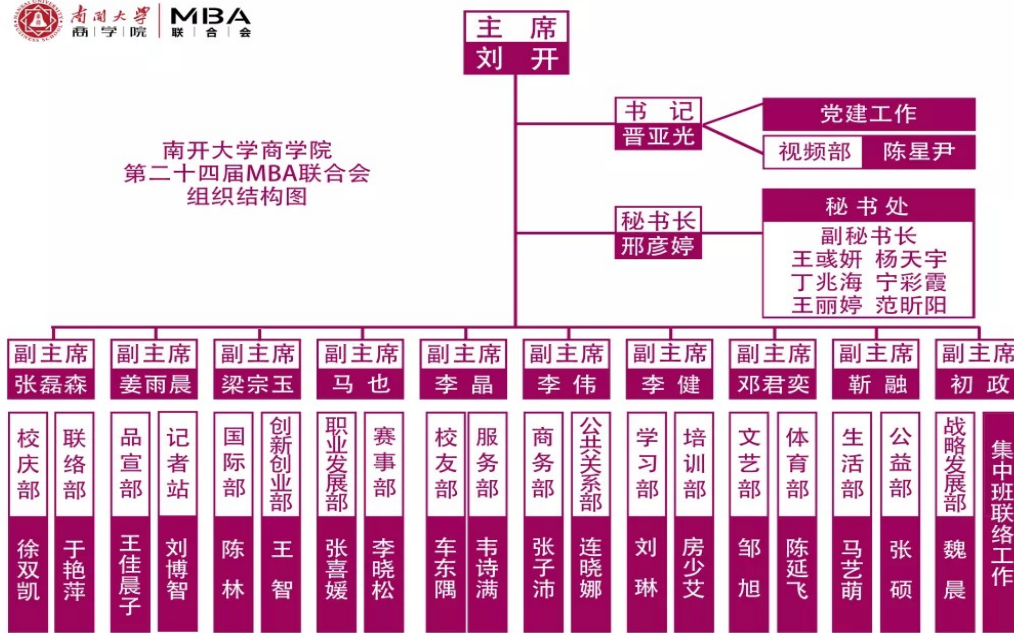 南开大学
商学院
MBA
联合会
主席
刘开
书记
晋亚光
党建工作
视频部 陈星尹
南开大学商学院
第二十四届MBA联合会
组织结构图
秘书长
邢彦婷
秘书处
副秘书长
王彧妍 杨天宇
丁兆海 宁彩霞
王丽婷 范昕阳
副主席
张磊森
副主席
姜雨晨
副主席
梁宗玉
副主席
马也
副主席
李晶
副主席
李伟
副主席
李健
副主席
邓君奕
副主席
靳融
副主席
初政
校庆部
徐双凯
联络部
于艳萍
品宣部
王佳晨子
记者站
刘博智
国际部
陈林
创新创业部
王智
职业发展部
张喜媛
赛事部
李晓松
校友部
车东隅
服务部
韦诗满
商务部
张子沛
公共关系部
连晓娜
学习部
刘琳
培训部
房少艾
文艺部
邹旭
体育部
陈延飞
生活部
马艺萌
公益部
张硕
战略发展部
魏晨
集中班联络工作